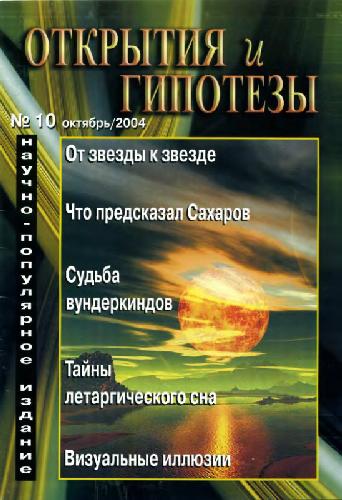 ОТКРЫТИЯ и
ГИПОТЕЗЫ
№ 10 октябрь/2004
научно-популярное издание
От звезды к звезде
Что предсказал Сахаров
Судьба
вундеркиндов
Тайны
летаргического сна
Визуальные иллюзии